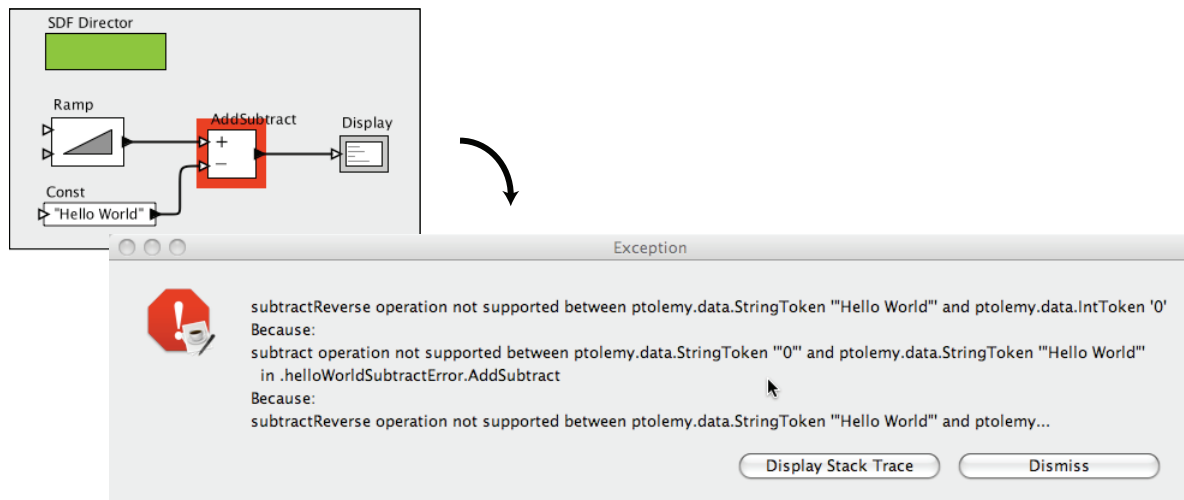 SDF Director
Ramp
AddSubtract
+
−
Display
Const
"Hello World"
Exception
subtractReverse operation not supported between ptolemy.data.StringToken '"Hello World"' and ptolemy.data.IntToken '0'
Because:
subtract operation not supported between ptolemy.data.StringToken '"0"' and ptolemy.data.StringToken '"Hello World"'
in .helloWorldSubtractError.AddSubtract
Because:
subtractReverse operation not supported between ptolemy.data.StringToken '"Hello World"' and ptolemy...
Display Stack Trace
Dismiss